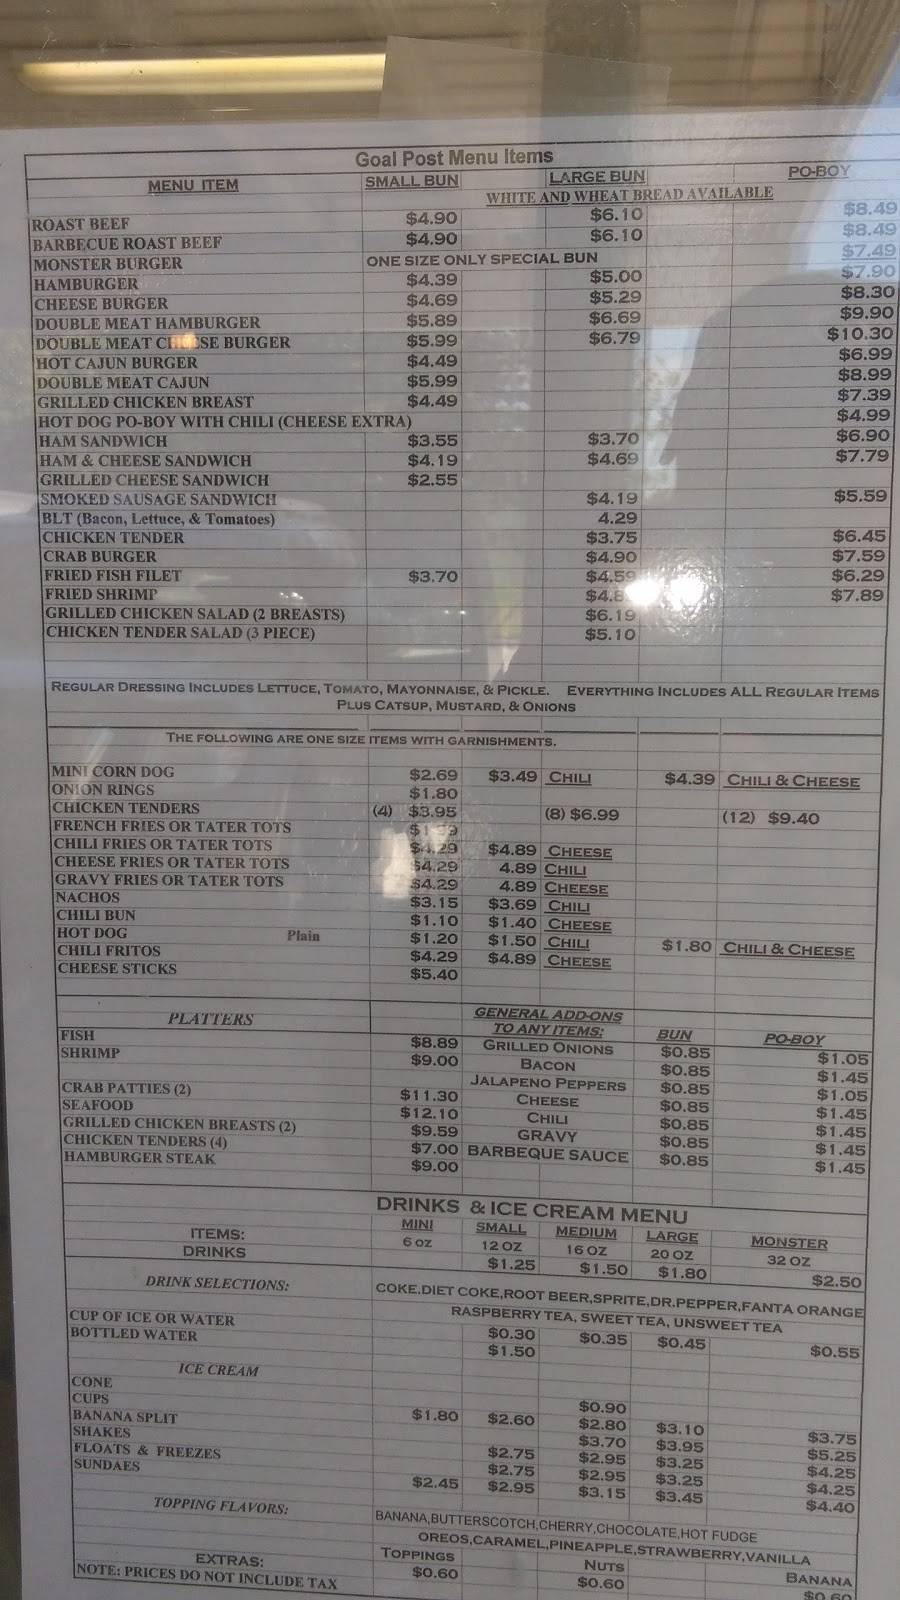 Goal Post Menu Items
MENU ITEM SMALL BUN LARGE BUN PO-BOY
WHITE AND WHEAT BREAD AVAILABLE
ROAST BEEF $4.90 $6.10 $8.49
BARBECUE ROAST BEEF $4.90 $6.10 $8.49
MONSTER BURGER ONE SIZE ONLY SPECIAL BUN $7.49
HAMBURGER $4.39 $5.00 $7.90
CHEESE BURGER $4.69 $5.29 $8.30
DOUBLE MEAT HAMBURGER $5.89 $6.69 $9.90
DOUBLE MEAT CHEESE BURGER $5.99 $6.79 $10.30
HOT CAJUN BURGER $4.49 $6.99
DOUBLE MEAT CAJUN $5.99 $8.99
GRILLED CHICKEN BREAST $4.49 $7.39
HOT DOG PO-BOY WITH CHILI (CHEESE EXTRA) $4.99
HAM SANDWICH $3.55 $3.70 $6.90
HAM & CHEESE SANDWICH $4.19 $4.69 $7.79
GRILLED CHEESE SANDWICH $2.55
SMOKED SAUSAGE SANDWICH $4.19 $5.59
BLT (Bacon, Lettuce, & Tomatoes) 4.29
CHICKEN TENDER $3.75 $6.45
CRAB BURGER $4.90 $7.59
FRIED FISH FILET $3.70 $4.59 $6.29
FRIED SHRIMP $7.89
GRILLED CHICKEN SALAD (2 BREASTS) $6.19
CHICKEN TENDER SALAD (3 PIECE) $5.10
REGULAR DRESSING INCLUDES LETTUCE, TOMATO, MAYONNAISE, & PICKLE. EVERYTHING INCLUDES ALL REGULAR ITEMS
PLUS CATSUP, MUSTARD, & ONIONS
THE FOLLOWING ARE ONE SIZE ITEMS WITH GARNISHMENTS.
MINI CORN DOG $2.69 $3.49 CHILI $4.39 CHILI & CHEESE
ONION RINGS $1.80
CHICKEN TENDERS (4) $3.95 (8) $6.99 (12) $9.40
FRENCH FRIES OR TATER TOTS
CHILI FRIES OR TATER TOTS $4.29 $4.89 CHEESE
CHEESE FRIES OR TATER TOTS $4.29 4.89 CHILI
GRAVY FRIES OR TATER TOTS $4.29 4.89 CHEESE
NACHOS $3.15 $3.69 CHILI
CHILI BUN $1.10 $1.40 CHEESE
HOT DOG Plain $1.20 $1.50 CHILI $1.80 CHILI & CHEESE
CHILI FRITOS $4.29 $4.89 CHEESE
CHEESE STICKS $5.40
PLATTERS GENERAL ADD-ONS
TO ANY ITEMS: BUN PO-BOY
FISH $8.89 GRILLED ONIONS $0.85 $1.05
SHRIMP $9.00 BACON $0.85 $1.45
JALAPENO PEPPERS $0.85 $1.05
CRAB PATTIES (2) $11.30 CHEESE $0.85 $1.45
SEAFOOD $12.10 CHILI $0.85 $1.45
GRILLED CHICKEN BREASTS (2) $9.59 GRAVY $0.85 $1.45
CHICKEN TENDERS (4) $7.00 BARBEQUE SAUCE $0.85 $1.45
HAMBURGER STEAK $9.00
DRINKS & ICE CREAM MENU
ITEMS: MINI SMALL MEDIUM LARGE MONSTER
DRINKS 6 OZ 12 OZ 16 OZ 20 OZ 32 OZ
$1.25 $1.50 $1.80 $2.50
DRINK SELECTIONS: COKE,DIET COKE,ROOT BEER,SPRITE,DR.PEPPER,FANTA ORANGE
RASPBERRY TEA, SWEET TEA, UNSWEET TEA
CUP OF ICE OR WATER $0.30 $0.35 $0.45 $0.55
BOTTLED WATER $1.50
ICE CREAM
CONE $0.90
CUPS $1.80 $2.60 $2.80 $3.10 $3.75
BANANA SPLIT $3.70 $3.95 $5.25
SHAKES $2.75 $2.95 $3.25 $4.25
FLOATS & FREEZES $2.75 $2.95 $3.25 $4.25
SUNDAES $2.45 $2.95 $3.15 $3.45 $4.40
TOPPING FLAVORS: BANANA,BUTTERSCOTCH,CHERRY,CHOCOLATE,HOT FUDGE
OREOS,CARAMEL,PINEAPPLE,STRAWBERRY,VANILLA
EXTRAS: TOPPINGS NUTS BANANA
NOTE: PRICES DO NOT INCLUDE TAX $0.60 $0.60 $0.60